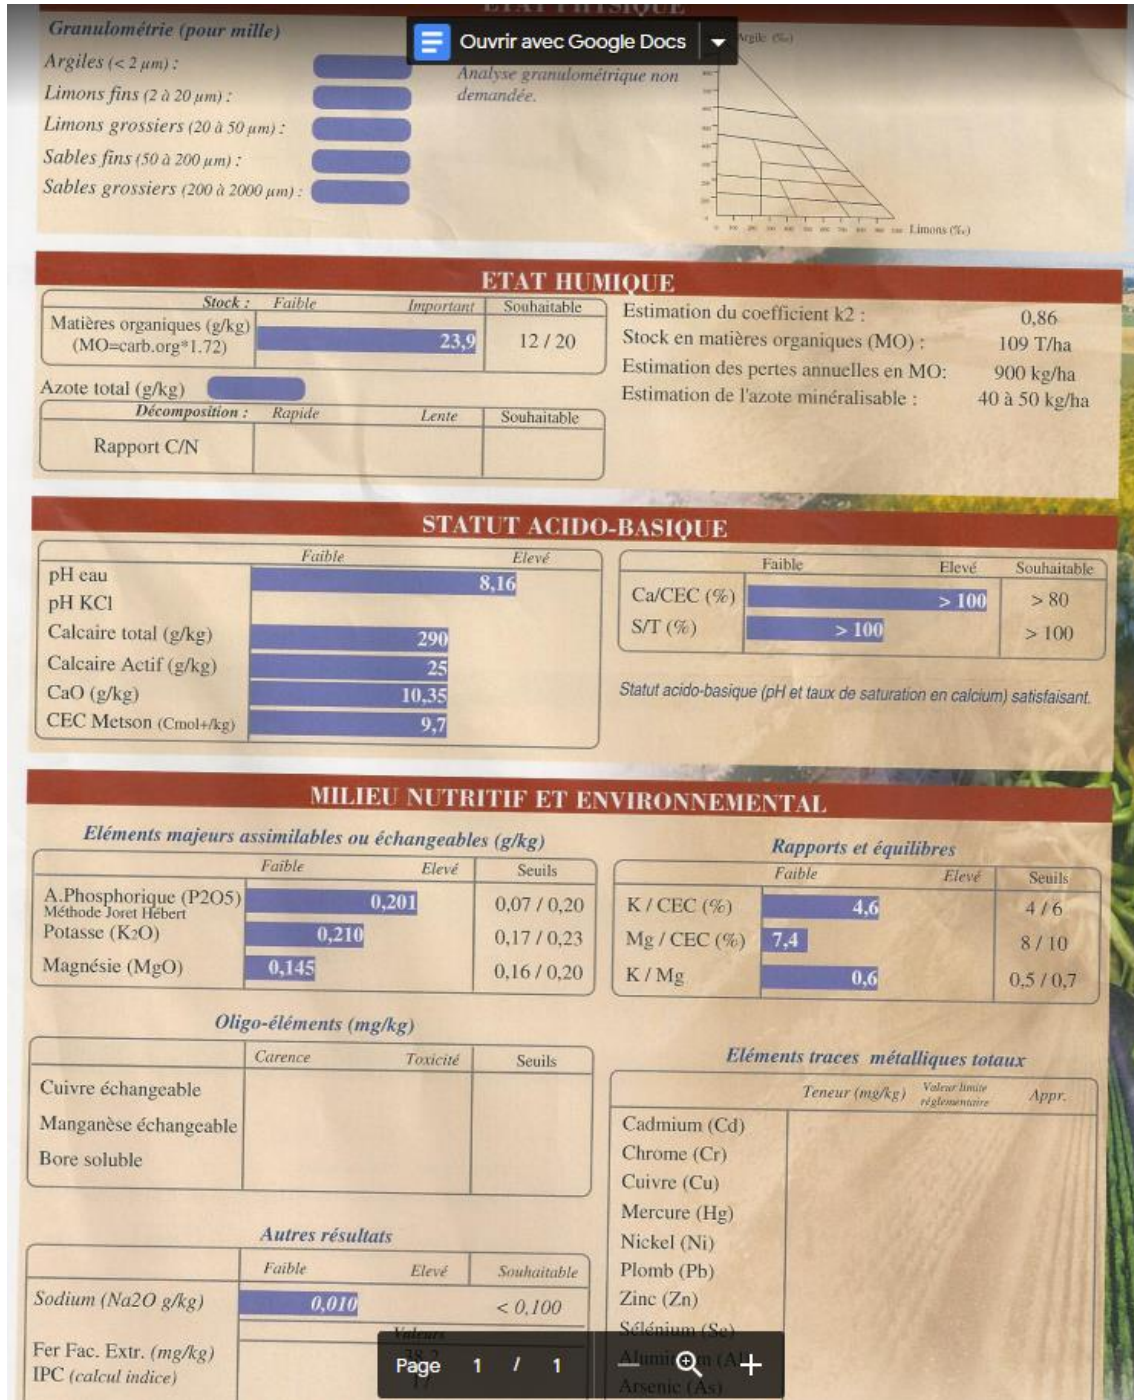 ETAT PHYSIQUE
Granulométrie (pour mille)
Ouvrir avec Google Docs
Argile (‰)
Argiles (< 2 µm) :
Analyse granulométrique non
demandée.
Limons fins (2 à 20 µm) :
Limons grossiers (20 à 50 µm) :
Sables fins (50 à 200 µm) :
Sables grossiers (200 à 2000 µm) :
Limons (‰)
ETAT HUMIQUE
Stock : Faible Important Souhaitable
Matières organiques (g/kg)
(MO=carb.org*1.72)
23,9 12 / 20
Azote total (g/kg)
Décomposition : Rapide Lente Souhaitable
Rapport C/N
Estimation du coefficient k2 : 0,86
Stock en matières organiques (MO) : 109 T/ha
Estimation des pertes annuelles en MO: 900 kg/ha
Estimation de l'azote minéralisable : 40 à 50 kg/ha
STATUT ACIDO-BASIQUE
Faible Elevé
pH eau 8,16
pH KCl
Calcaire total (g/kg) 290
Calcaire Actif (g/kg) 25
CaO (g/kg) 10,35
CEC Metson (Cmol+/kg) 9,7
Faible Elevé Souhaitable
Ca/CEC (%) > 100 > 80
S/T (%) > 100 > 100
Statut acido-basique (pH et taux de saturation en calcium) satisfaisant.
MILIEU NUTRITIF ET ENVIRONNEMENTAL
Eléments majeurs assimilables ou échangeables (g/kg)
Faible Elevé Seuils
A.Phosphorique (P2O5) 0,201 0,07 / 0,20
Méthode Joret Hébert
Potasse (K2O) 0,210 0,17 / 0,23
Magnésie (MgO) 0,145 0,16 / 0,20
Rapports et équilibres
Faible Elevé Seuils
K / CEC (%) 4,6 4 / 6
Mg / CEC (%) 7,4 8 / 10
K / Mg 0,6 0,5 / 0,7
Oligo-éléments (mg/kg)
Carence Toxicité Seuils
Cuivre échangeable
Manganèse échangeable
Bore soluble
Eléments traces métalliques totaux
Teneur (mg/kg) Valeur limite réglementaire Appr.
Cadmium (Cd)
Chrome (Cr)
Cuivre (Cu)
Mercure (Hg)
Nickel (Ni)
Plomb (Pb)
Zinc (Zn)
Sélénium (Se)
Aluminium (Al)
Arsenic (As)
Autres résultats
Faible Elevé Souhaitable
Sodium (Na2O g/kg) 0,010 < 0,100
Valeurs
Fer Fac. Extr. (mg/kg)
IPC (calcul indice)
Page 1 / 1